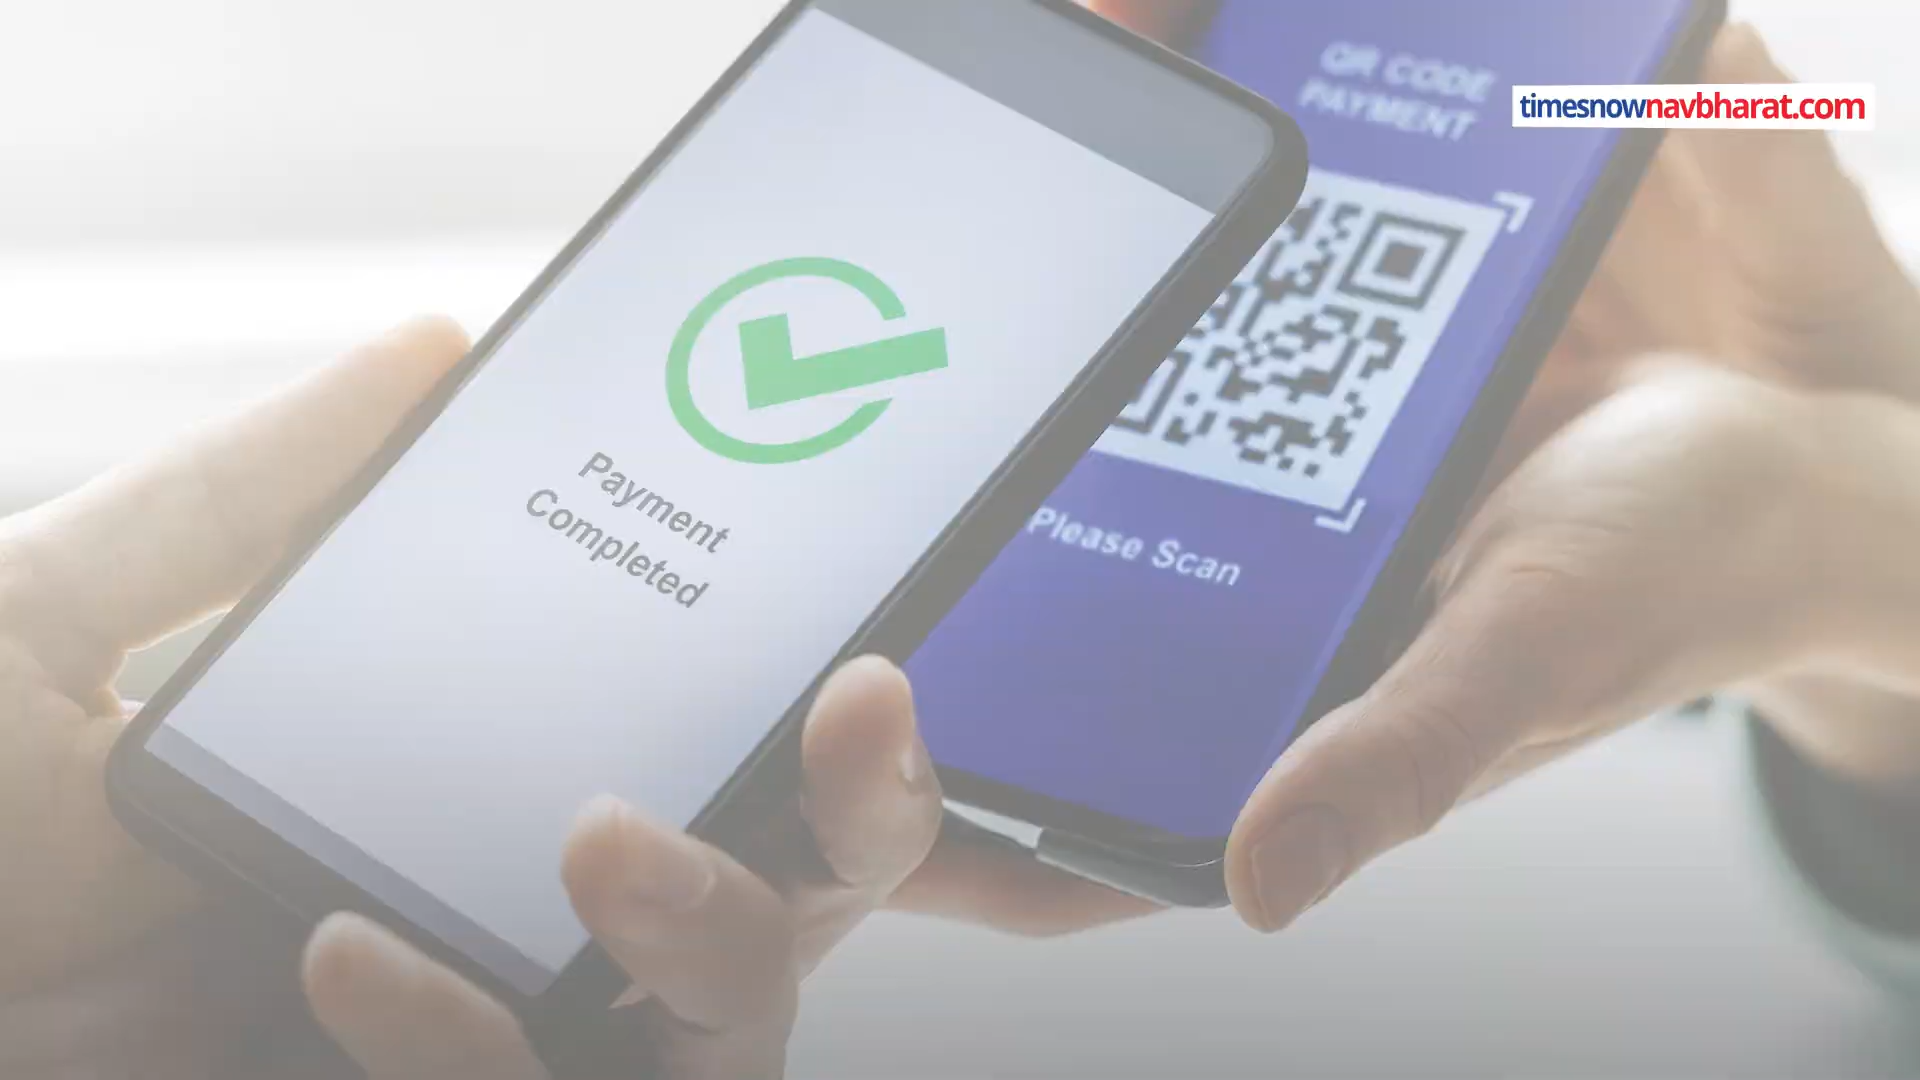 QR CODE
PAYMENT
timesnownavbharat.com
Payment
Completed
Please Scan